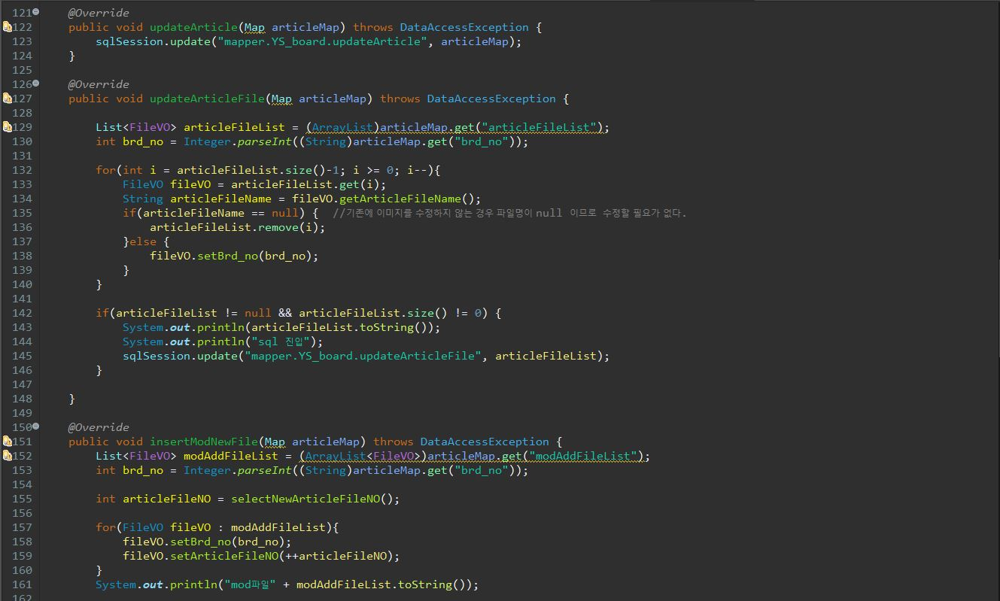 121 @Override
122 public void updateArticle(Map articleMap) throws DataAccessException {
123 sqlSession.update("mapper.YS_board.updateArticle", articleMap);
124 }
125
126 @Override
127 public void updateArticleFile(Map articleMap) throws DataAccessException {
128
129 List<FileVO> articleFileList = (ArrayList)articleMap.get("articleFileList");
130 int brd_no = Integer.parseInt((String)articleMap.get("brd_no"));
131
132 for(int i = articleFileList.size()-1; i >= 0; i--){
133 FileVO fileVO = articleFileList.get(i);
134 String articleFileName = fileVO.getArticleFileName();
135 if(articleFileName == null) { //기존에 이미지를 수정하지 않는 경우 파일명이 null 이므로 수정할 필요가 없다.
136 articleFileList.remove(i);
137 }else {
138 fileVO.setBrd_no(brd_no);
139 }
140 }
141
142 if(articleFileList != null && articleFileList.size() != 0) {
143 System.out.println(articleFileList.toString());
144 System.out.println("sql 진입");
145 sqlSession.update("mapper.YS_board.updateArticleFile", articleFileList);
146 }
147
148 }
149
150 @Override
151 public void insertModNewFile(Map articleMap) throws DataAccessException {
152 List<FileVO> modAddFileList = (ArrayList<FileVO>)articleMap.get("modAddFileList");
153 int brd_no = Integer.parseInt((String)articleMap.get("brd_no"));
154
155 int articleFileNO = selectNewArticleFileNO();
156
157 for(FileVO fileVO : modAddFileList){
158 fileVO.setBrd_no(brd_no);
159 fileVO.setArticleFileNO(++articleFileNO);
160 }
161 System.out.println("mod파일" + modAddFileList.toString());
162